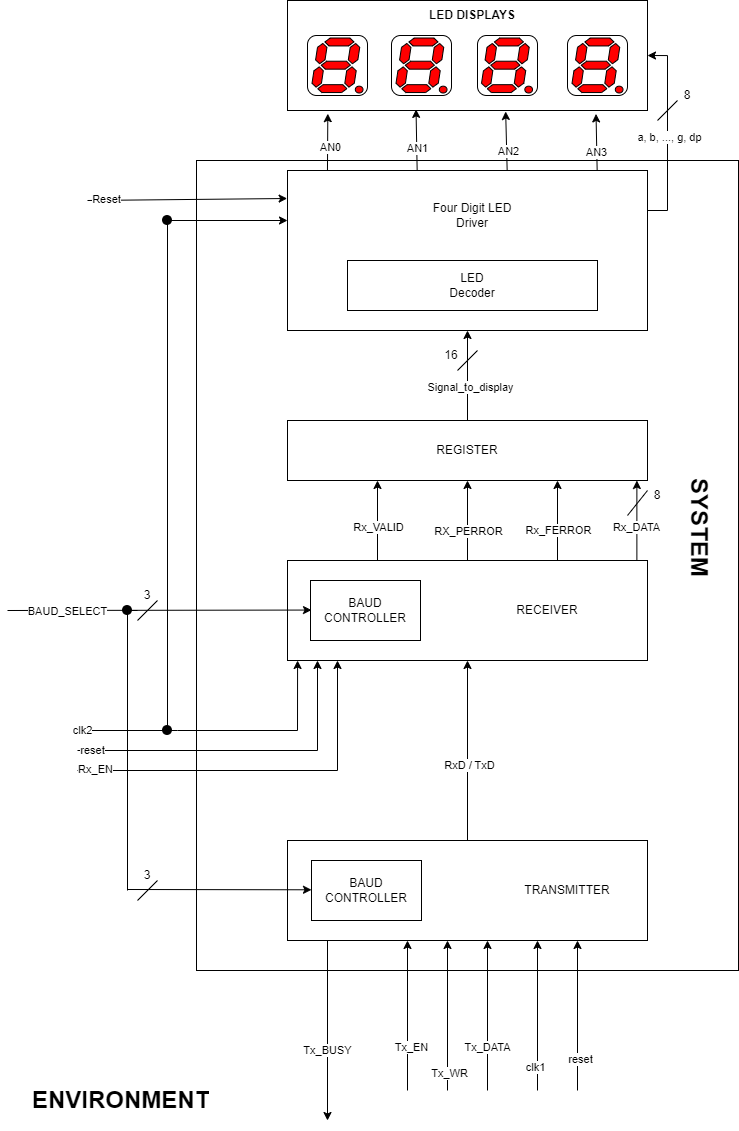 LED DISPLAYS
8
a, b, ..., g, dp
AN0
AN1
AN2
AN3
-Reset
Four Digit LED
Driver
LED
Decoder
16
Signal_to_display
REGISTER
8
Rx_VALID
RX_PERROR
Rx_FERROR
Rx_DATA
SYSTEM
BAUD_SELECT
3
BAUD
CONTROLLER
RECEIVER
clk2
-reset
Rx_EN
RxD / TxD
3
BAUD
CONTROLLER
TRANSMITTER
Tx_BUSY
Tx_EN
Tx_WR
Tx_DATA
clk1
reset
ENVIRONMENT